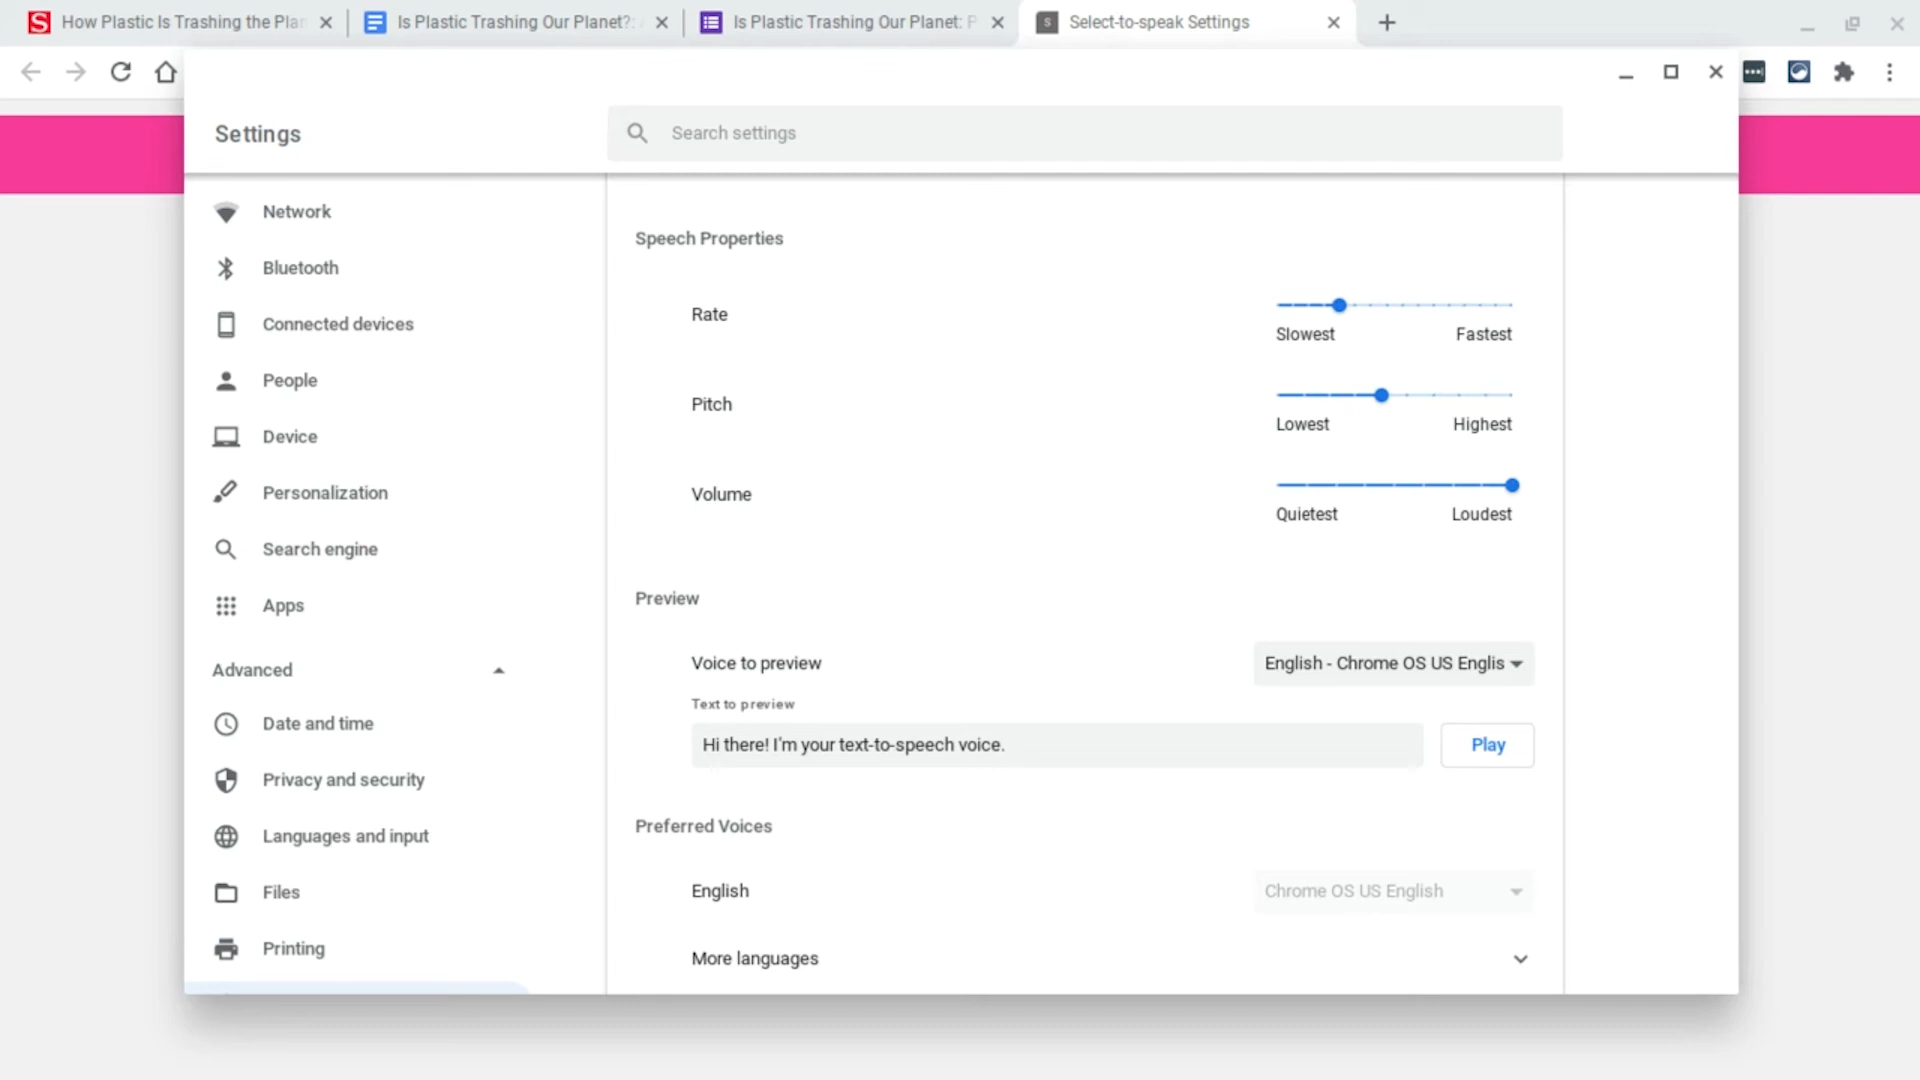 How Plastic Is Trashing the Plan
Is Plastic Trashing Our Planet?:
Is Plastic Trashing Our Planet: P
S Select-to-speak Settings
Settings
Search settings
Network
Bluetooth
Connected devices
People
Device
Personalization
Search engine
Apps
Advanced
Date and time
Privacy and security
Languages and input
Files
Printing
Speech Properties
Rate
Slowest Fastest
Pitch
Lowest Highest
Volume
Quietest Loudest
Preview
Voice to preview
English - Chrome OS US Englis
Text to preview
Hi there! I'm your text-to-speech voice.
Play
Preferred Voices
English
Chrome OS US English
More languages